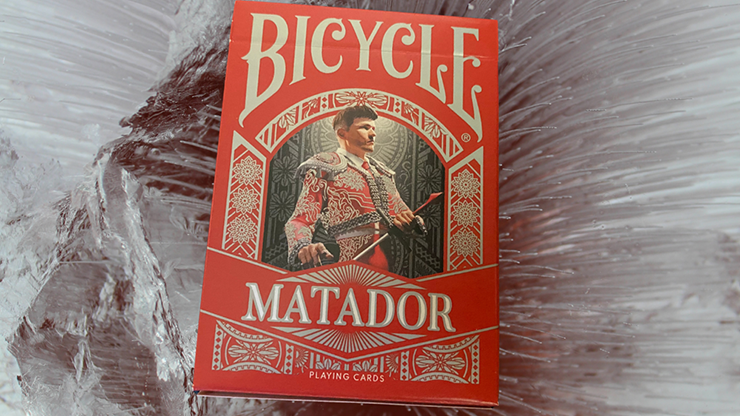 BICYCLE®
MATADOR
PLAYING CARDS